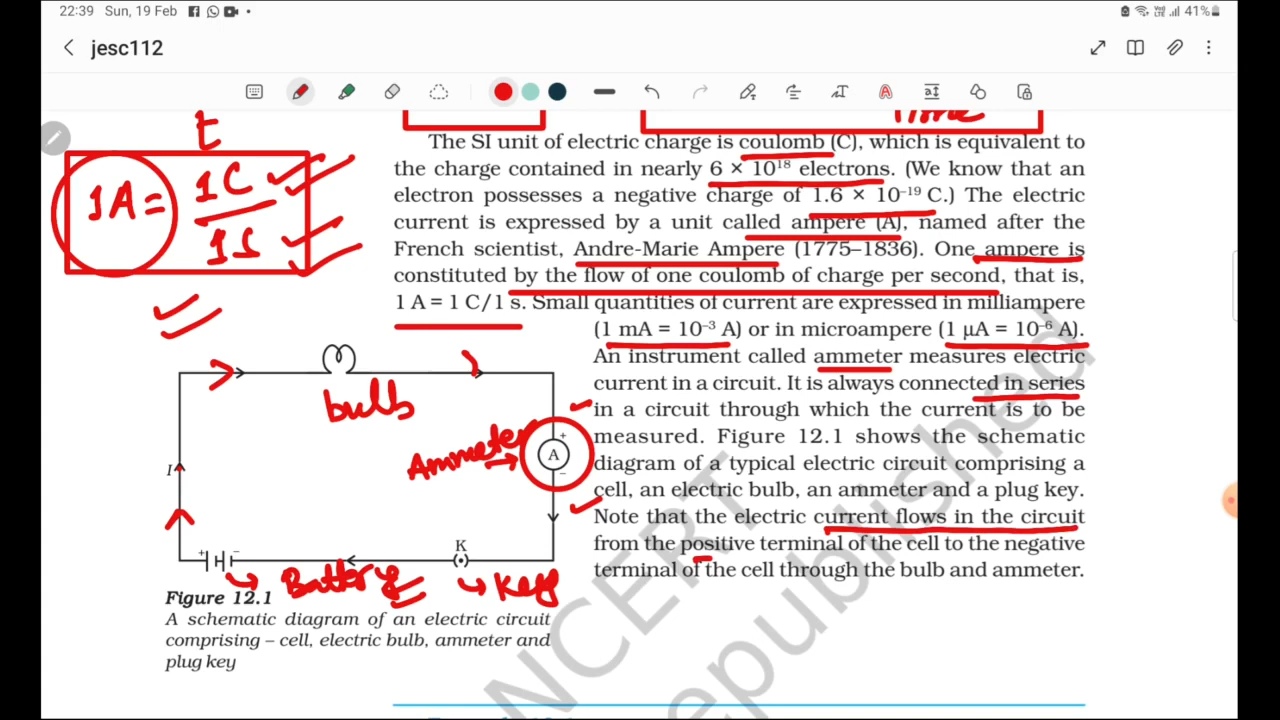 22:39 Sun, 19 Feb
41%
jesc112
t
1A = 1C
1S
The SI unit of electric charge is coulomb (C), which is equivalent to
the charge contained in nearly 6 × 10¹⁸ electrons. (We know that an
electron possesses a negative charge of 1.6 × 10⁻¹⁹ C.) The electric
current is expressed by a unit called ampere (A), named after the
French scientist, Andre-Marie Ampere (1775–1836). One ampere is
constituted by the flow of one coulomb of charge per second, that is,
1 A = 1 C/1 s. Small quantities of current are expressed in milliampere
(1 mA = 10⁻³ A) or in microampere (1 µA = 10⁻⁶ A).
An instrument called ammeter measures electric
current in a circuit. It is always connected in series
in a circuit through which the current is to be
measured. Figure 12.1 shows the schematic
diagram of a typical electric circuit comprising a
cell, an electric bulb, an ammeter and a plug key.
Note that the electric current flows in the circuit
from the positive terminal of the cell to the negative
terminal of the cell through the bulb and ammeter.
bulb
Ammeter
+
A
−
I
+ −
K
Battery
Key
Figure 12.1
A schematic diagram of an electric circuit
comprising – cell, electric bulb, ammeter and
plug key
NCERT
republished